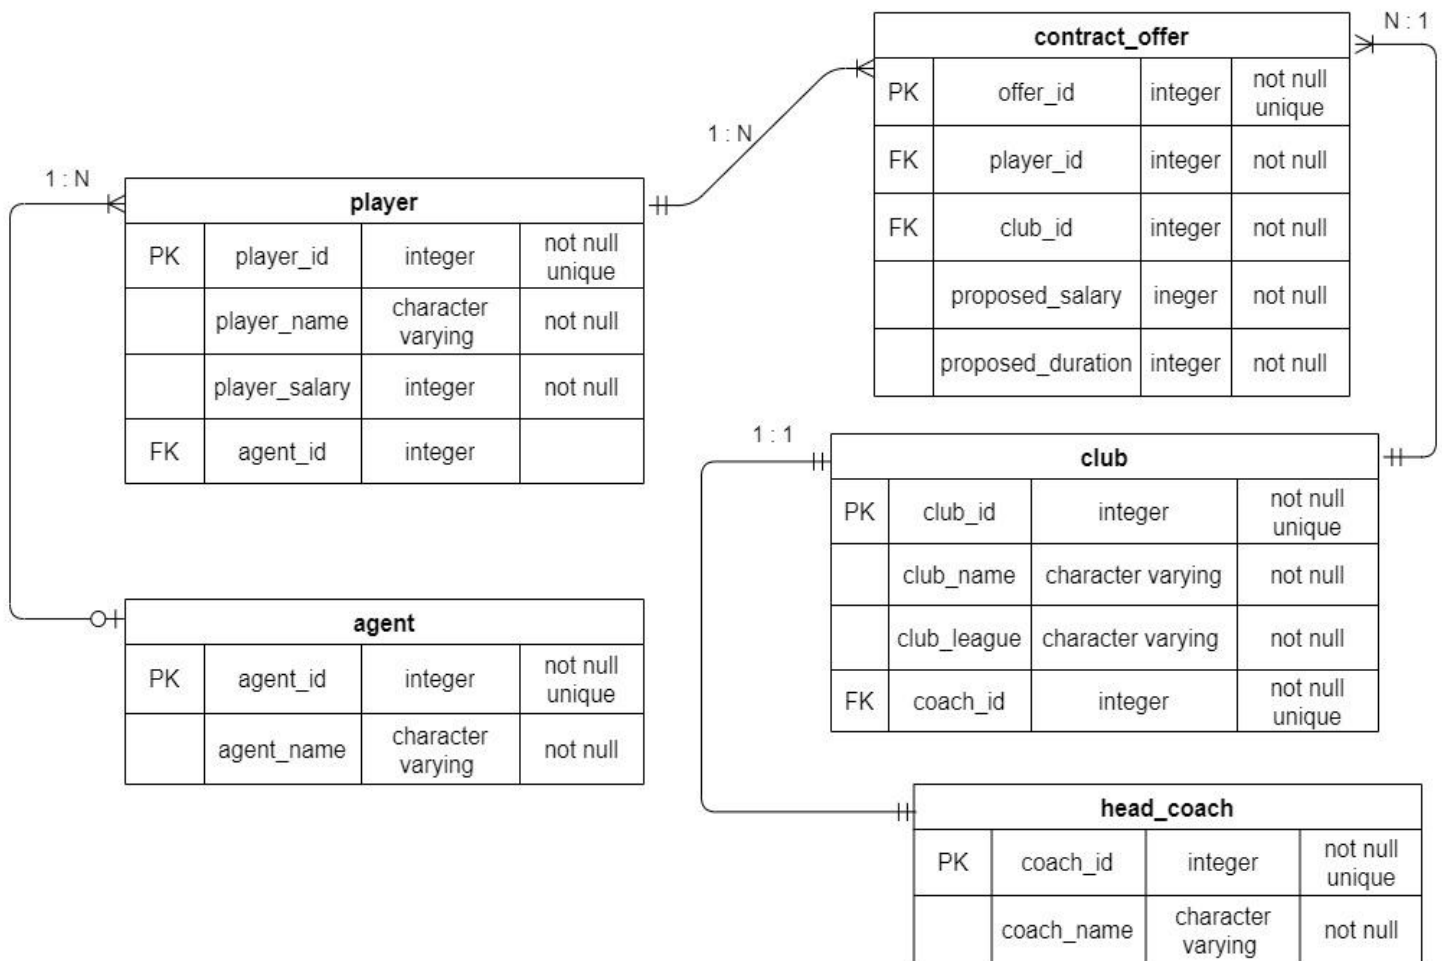 N : 1
contract_offer
PK offer_id integer not null
unique
FK player_id integer not null
FK club_id integer not null
proposed_salary ineger not null
proposed_duration integer not null
1 : N
1 : N
player
PK player_id integer not null
unique
player_name character
varying not null
player_salary integer not null
FK agent_id integer
1 : 1
club
PK club_id integer not null
unique
club_name character varying not null
club_league character varying not null
FK coach_id integer not null
unique
agent
PK agent_id integer not null
unique
agent_name character
varying not null
head_coach
PK coach_id integer not null
unique
coach_name character
varying not null